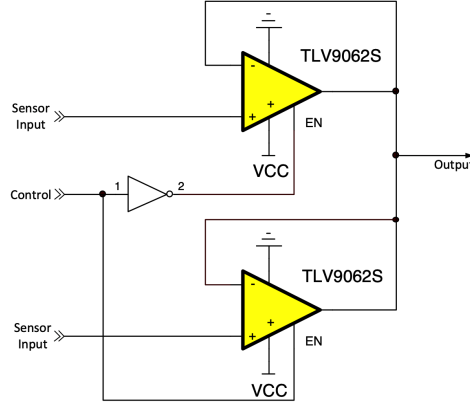 TLV9062S
-
+
+
Sensor
Input
EN
VCC
Control
1
2
Output
TLV9062S
-
+
+
Sensor
Input
EN
VCC